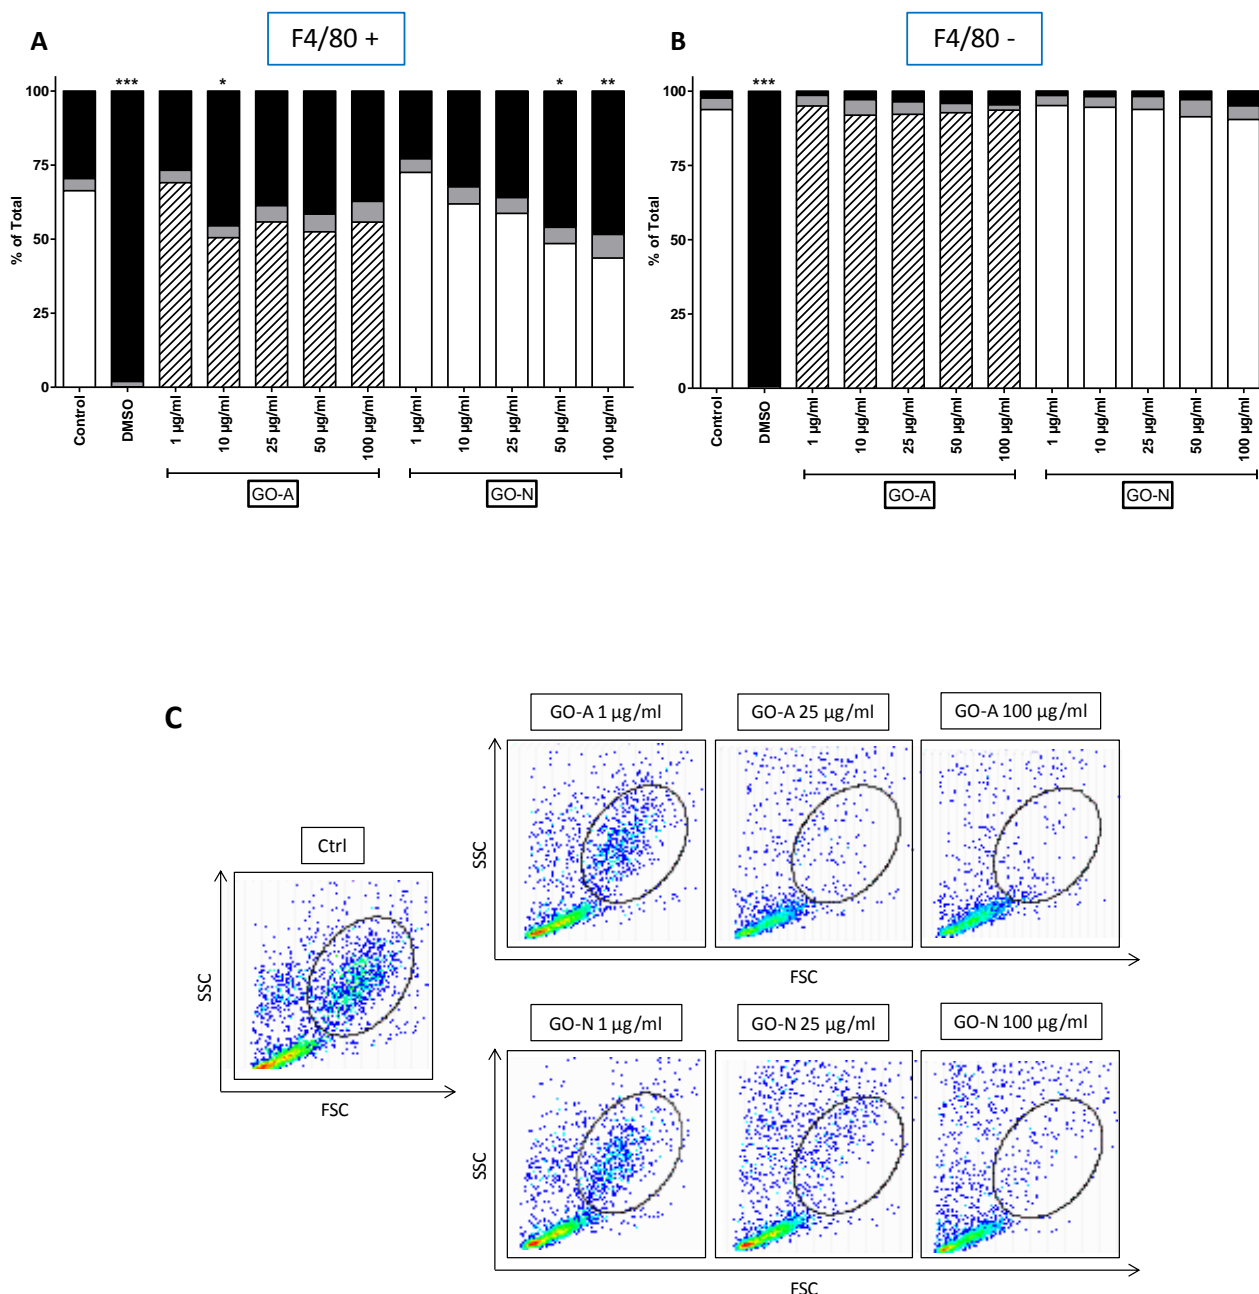 A
F4/80 +
*** * * **
100
75
50
25
0
% of Total
Control
DMSO
1 µg/ml
10 µg/ml
25 µg/ml
50 µg/ml
100 µg/ml
1 µg/ml
10 µg/ml
25 µg/ml
50 µg/ml
100 µg/ml
GO-A
GO-N
B
F4/80 -
***
100
75
50
25
0
% of Total
Control
DMSO
1 µg/ml
10 µg/ml
25 µg/ml
50 µg/ml
100 µg/ml
1 µg/ml
10 µg/ml
25 µg/ml
50 µg/ml
100 µg/ml
GO-A
GO-N
C
Ctrl
SSC
FSC
GO-A 1 µg/ml
GO-A 25 µg/ml
GO-A 100 µg/ml
SSC
FSC
GO-N 1 µg/ml
GO-N 25 µg/ml
GO-N 100 µg/ml
SSC
FSC